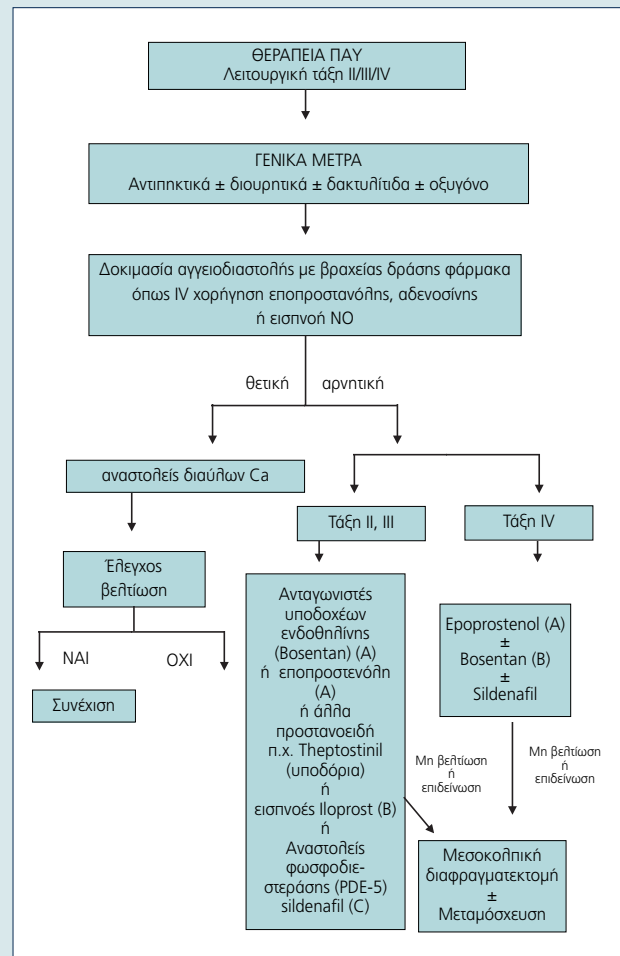 ΘΕΡΑΠΕΙΑ ΠΑΥ
Λειτουργική τάξη II/III/IV
ΓΕΝΙΚΑ ΜΕΤΡΑ
Αντιπηκτικά ± διουρητικά ± δακτυλίτιδα ± οξυγόνο
Δοκιμασία αγγειοδιαστολής με βραχείας δράσης φάρμακα
όπως IV χορήγηση εποπροστανόλης, αδενοσίνης
ή εισπνοή NO
θετική
αρνητική
αναστολείς διαύλων Ca
Τάξη II, III
Τάξη IV
Έλεγχος
βελτίωση
ΝΑΙ
ΟΧΙ
Συνέχιση
Ανταγωνιστές
υποδοχέων
ενδοθηλίνης
(Bosentan) (A)
ή εποπροστενόλη
(A)
ή άλλα
προστανοειδή
π.χ. Theptostinil
(υποδόρια)
ή
εισπνοές Iloprost (B)
ή
Αναστολείς
φωσφοδιε-
στεράσης (PDE-5)
sildenafil (C)
Epoprostenol (A)
±
Bosentan (B)
±
Sildenafil
Μη βελτίωση
ή
επιδείνωση
Μη βελτίωση
ή
επιδείνωση
Μεσοκολπική
διαφραγματεκτομή
±
Μεταμόσχευση